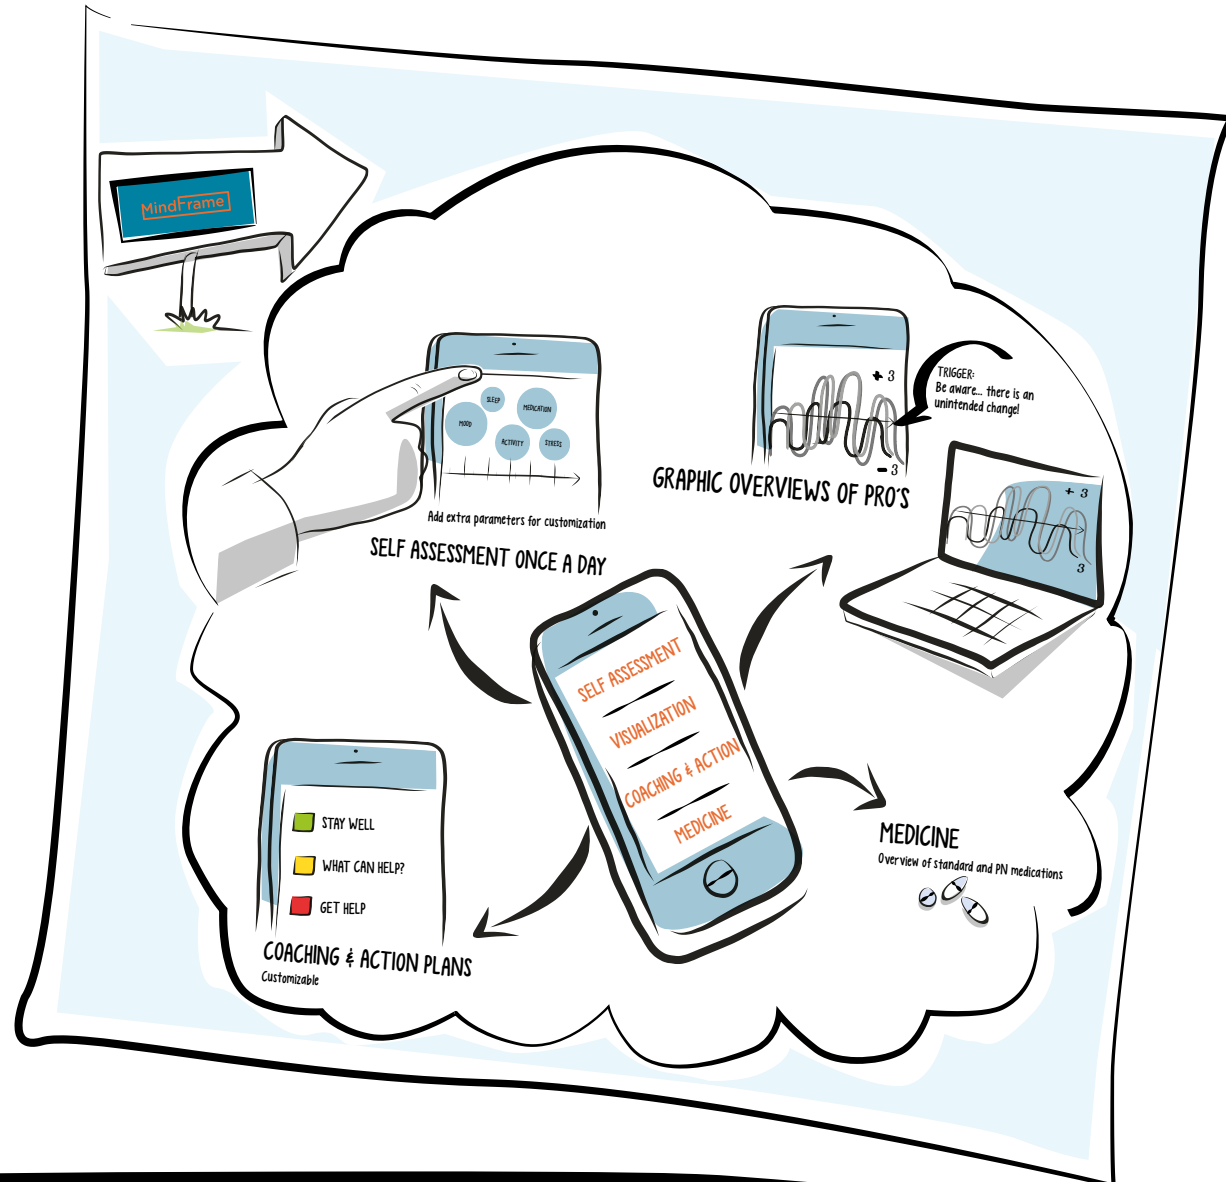 MindFrame
SLEEP
MEDICATION
MOOD
ACTIVITY
STRESS
Add extra parameters for customization
SELF ASSESSMENT ONCE A DAY
+ 3
- 3
TRIGGER:
Be aware... there is an
unintended change!
GRAPHIC OVERVIEWS OF PRO'S
+ 3
3
SELF ASSESSMENT
VISUALIZATION
COACHING & ACTION
MEDICINE
STAY WELL
WHAT CAN HELP?
GET HELP
COACHING & ACTION PLANS
Customizable
MEDICINE
Overview of standard and PN medications